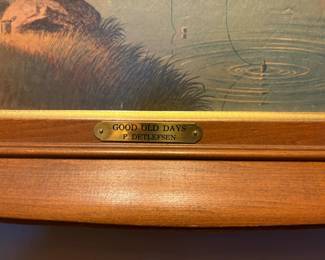 GOOD OLD DAYS
P. DETLEFSEN